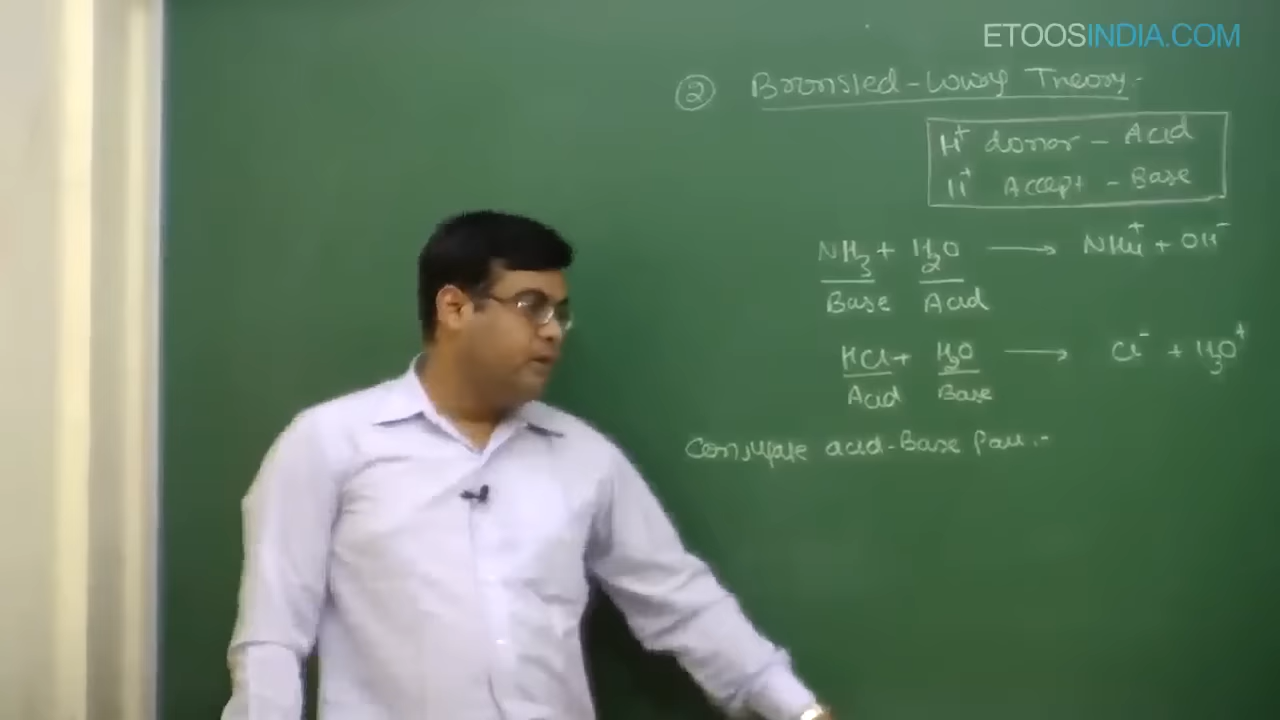 ETOOSINDIA.COM
② Bronsted-Lowry Theory:-
H⁺ donor - Acid
H⁺ Accept - Base
NH₃ + H₂O → NH₄⁺ + OH⁻
Base Acid
HCl + H₂O → Cl⁻ + H₃O⁺
Acid Base
Conjugate acid-Base Pair:-